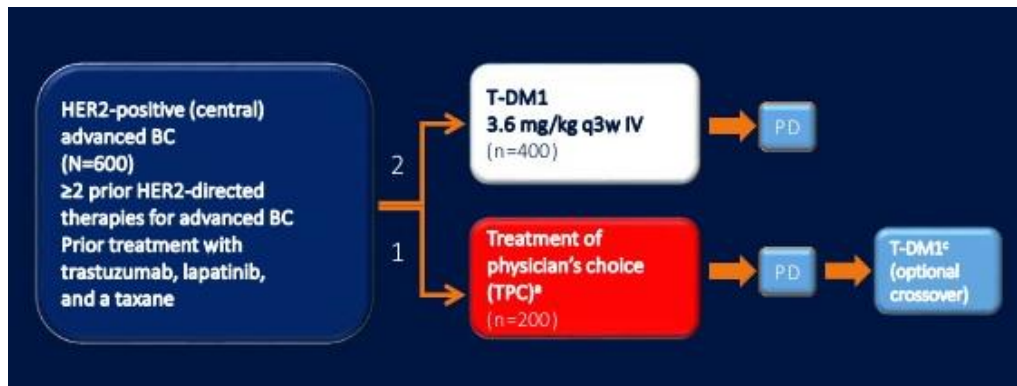 HER2-positive (central)
advanced BC
(N=600)
≥2 prior HER2-directed
therapies for advanced BC
Prior treatment with
trastuzumab, lapatinib,
and a taxane
2
1
T-DM1
3.6 mg/kg q3w IV
(n=400)
PD
Treatment of
physician's choice
(TPC)ª
(n=200)
PD
T-DM1ᶜ
(optional
crossover)